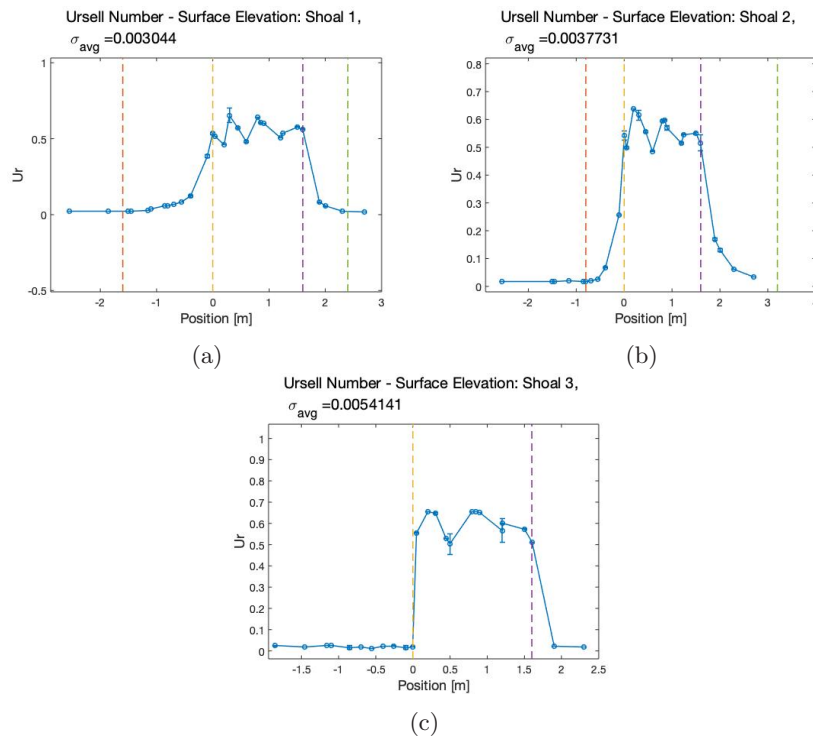 Ursell Number - Surface Elevation: Shoal 1,
σavg =0.003044
1
0.5
0
-0.5
Ur
-2 -1 0 1 2 3
Position [m]
(a)
Ursell Number - Surface Elevation: Shoal 2,
σavg =0.0037731
0.8
0.7
0.6
0.5
0.4
0.3
0.2
0.1
0
Ur
-2 -1 0 1 2 3 4
Position [m]
(b)
Ursell Number - Surface Elevation: Shoal 3,
σavg =0.0054141
1
0.9
0.8
0.7
0.6
0.5
0.4
0.3
0.2
0.1
0
Ur
-1.5 -1 -0.5 0 0.5 1 1.5 2 2.5
Position [m]
(c)